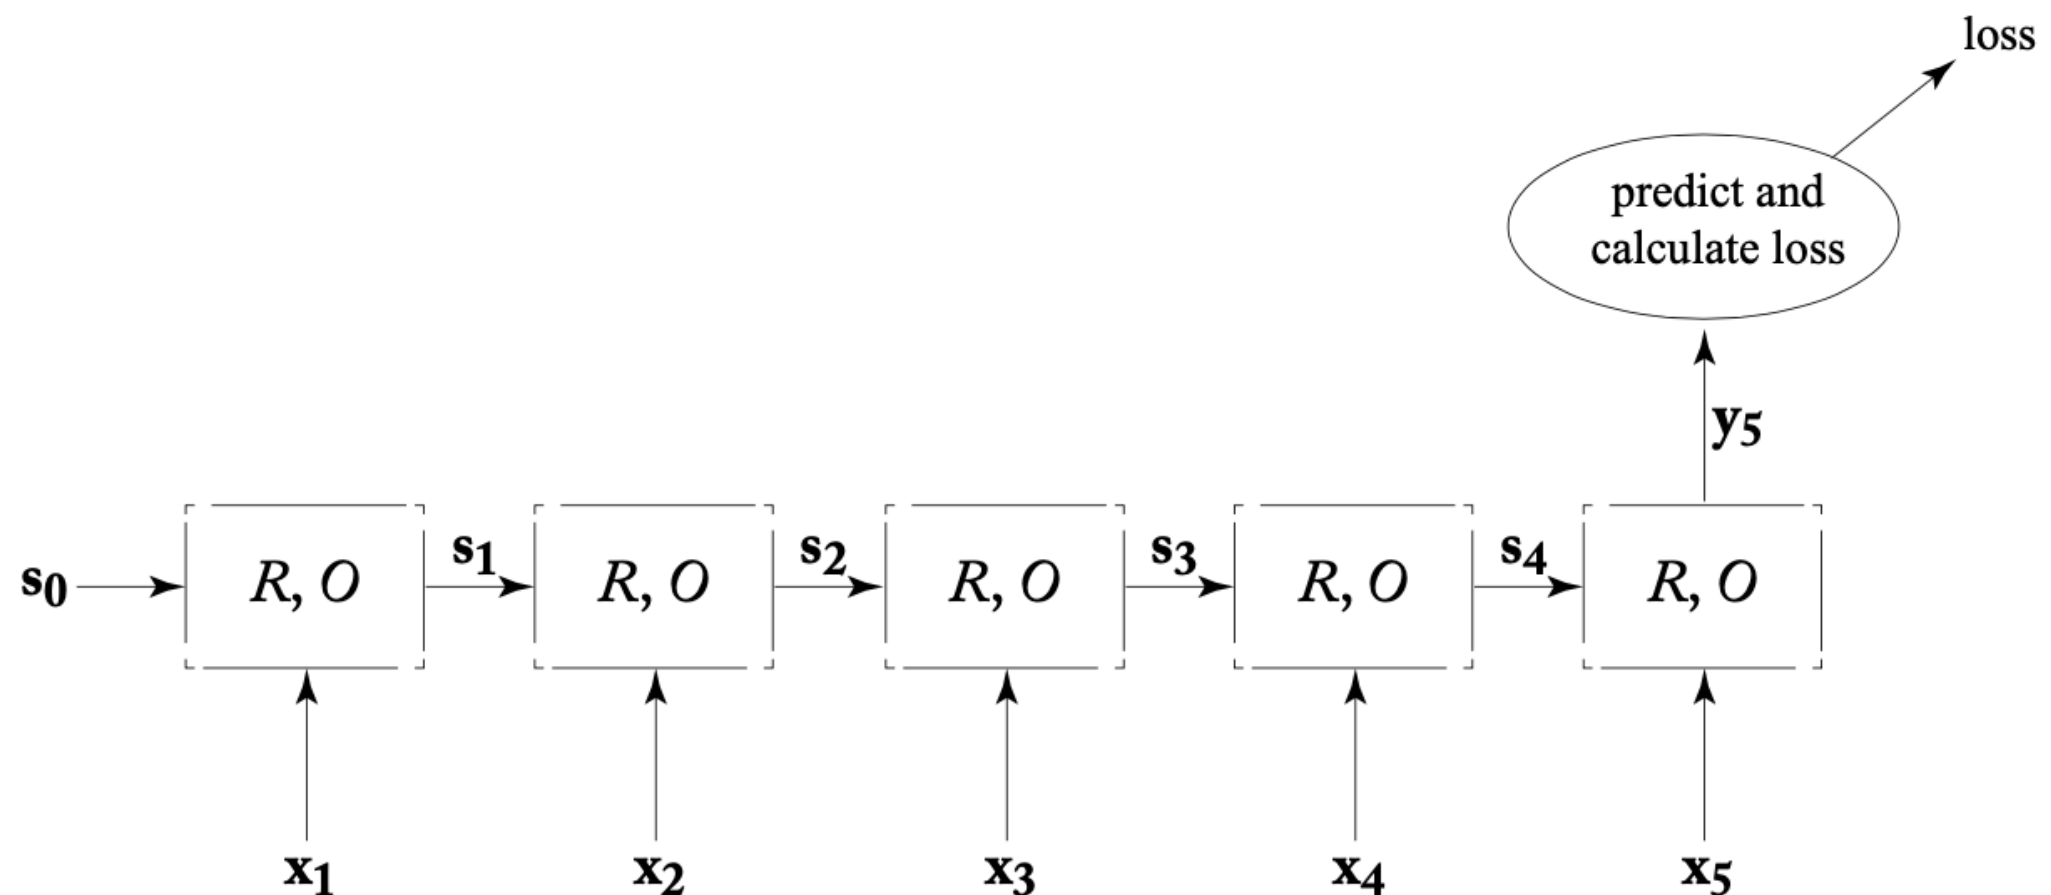 loss
predict and
calculate loss
y5
s0 R, O s1 R, O s2 R, O s3 R, O s4 R, O
x1 x2 x3 x4 x5